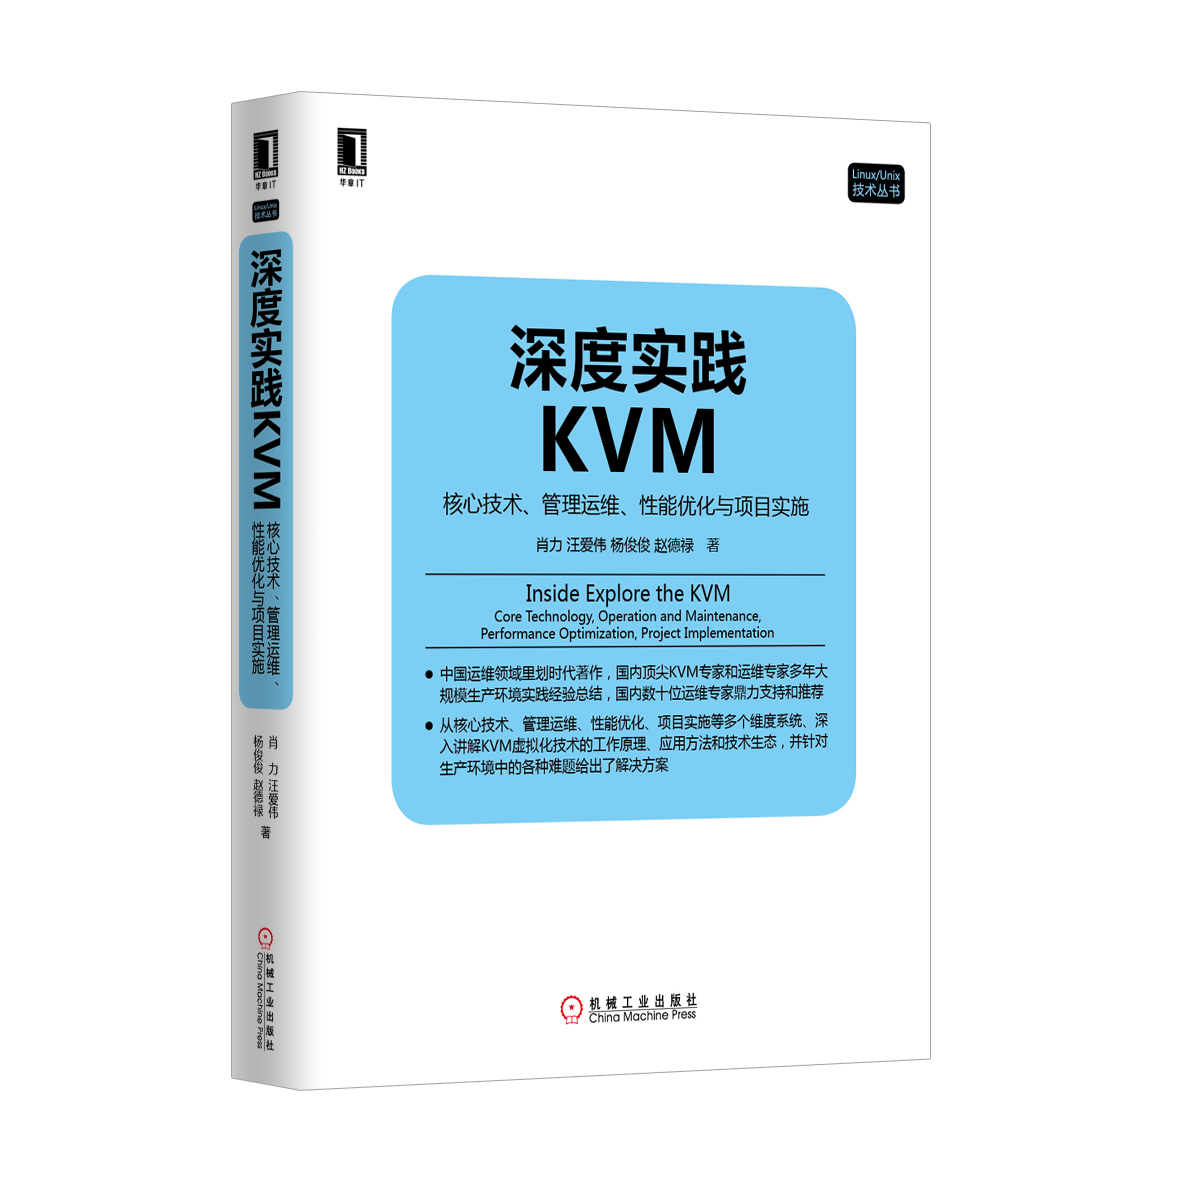 HZ Books
华章IT
Linux/Unix
技术丛书
深度实践KVM
核心技术、管理运维、
性能优化与项目实施
肖 力 汪爱伟
杨俊俊 赵德禄
著
机械工业出版社
China Machine Press
HZ BOOKS
华章IT
Linux/Unix
技术丛书
深度实践
KVM
核心技术、管理运维、性能优化与项目实施
肖力 汪爱伟 杨俊俊 赵德禄 著
Inside Explore the KVM
Core Technology, Operation and Maintenance,
Performance Optimization, Project Implementation
● 中国运维领域里划时代著作，国内顶尖KVM专家和运维专家多年大
规模生产环境实践经验总结，国内数十位运维专家鼎力支持和推荐
● 从核心技术、管理运维、性能优化、项目实施等多个维度系统、深
入讲解KVM虚拟化技术的工作原理、应用方法和技术生态，并针对
生产环境中的各种难题给出了解决方案
机械工业出版社
China Machine Press